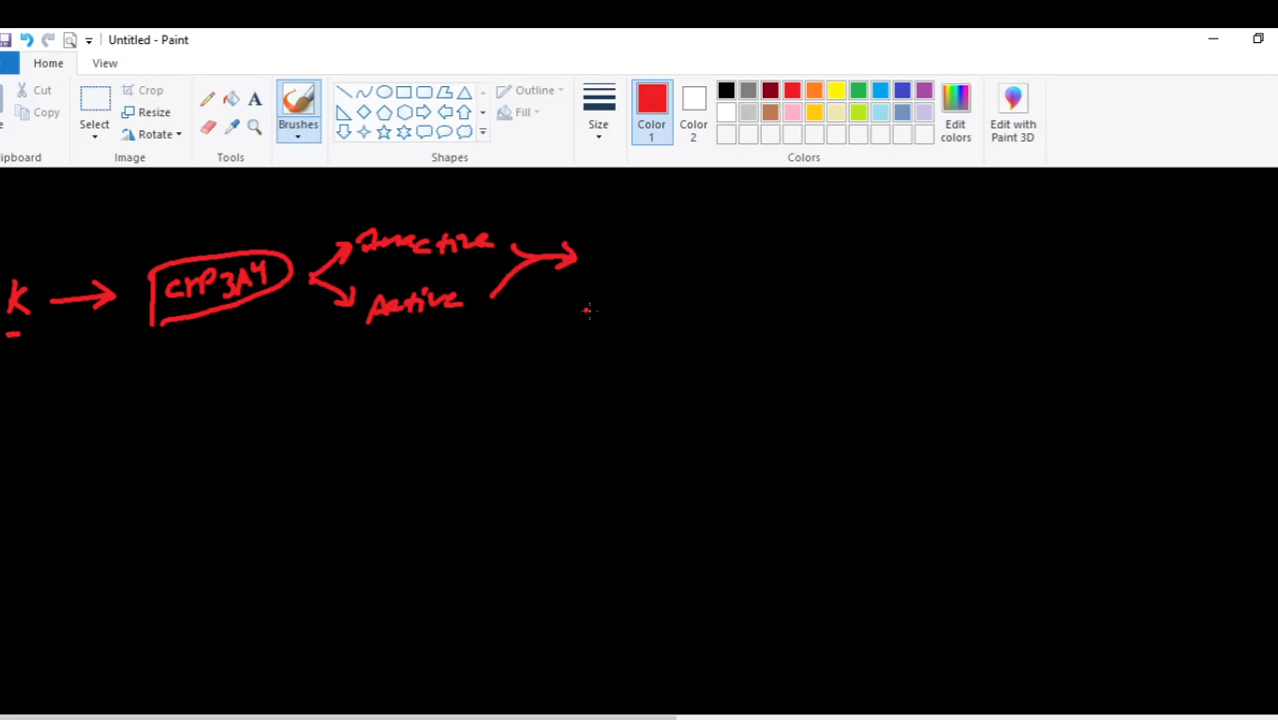 Untitled - Paint
Home View
Cut
Copy
lipboard
Select
Crop
Resize
Rotate
Image
Tools
Brushes
Shapes
Outline
Fill
Size
Color 1
Color 2
Colors
Edit colors
Edit with Paint 3D
K → CYP3A4
Inactive
Active